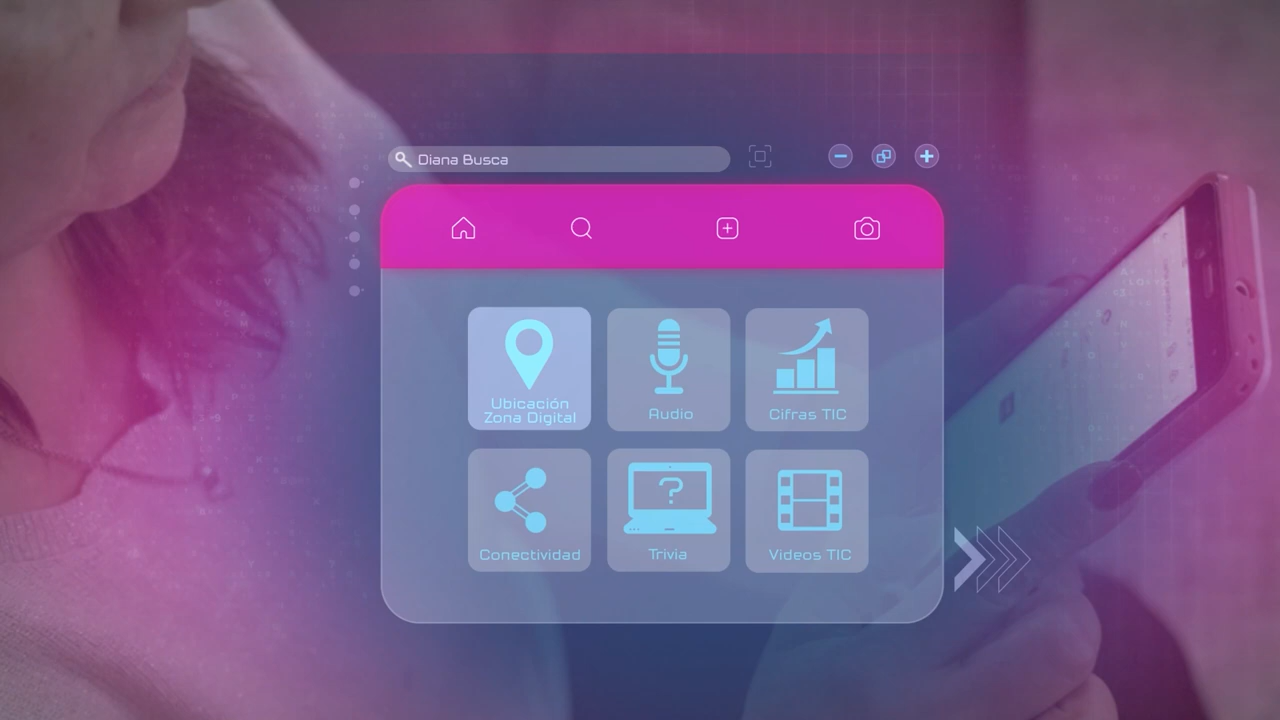 Diana Busca
Ubicación
Zona Digital
Audio
Cifras TIC
Conectividad
?
Trivia
Videos TIC